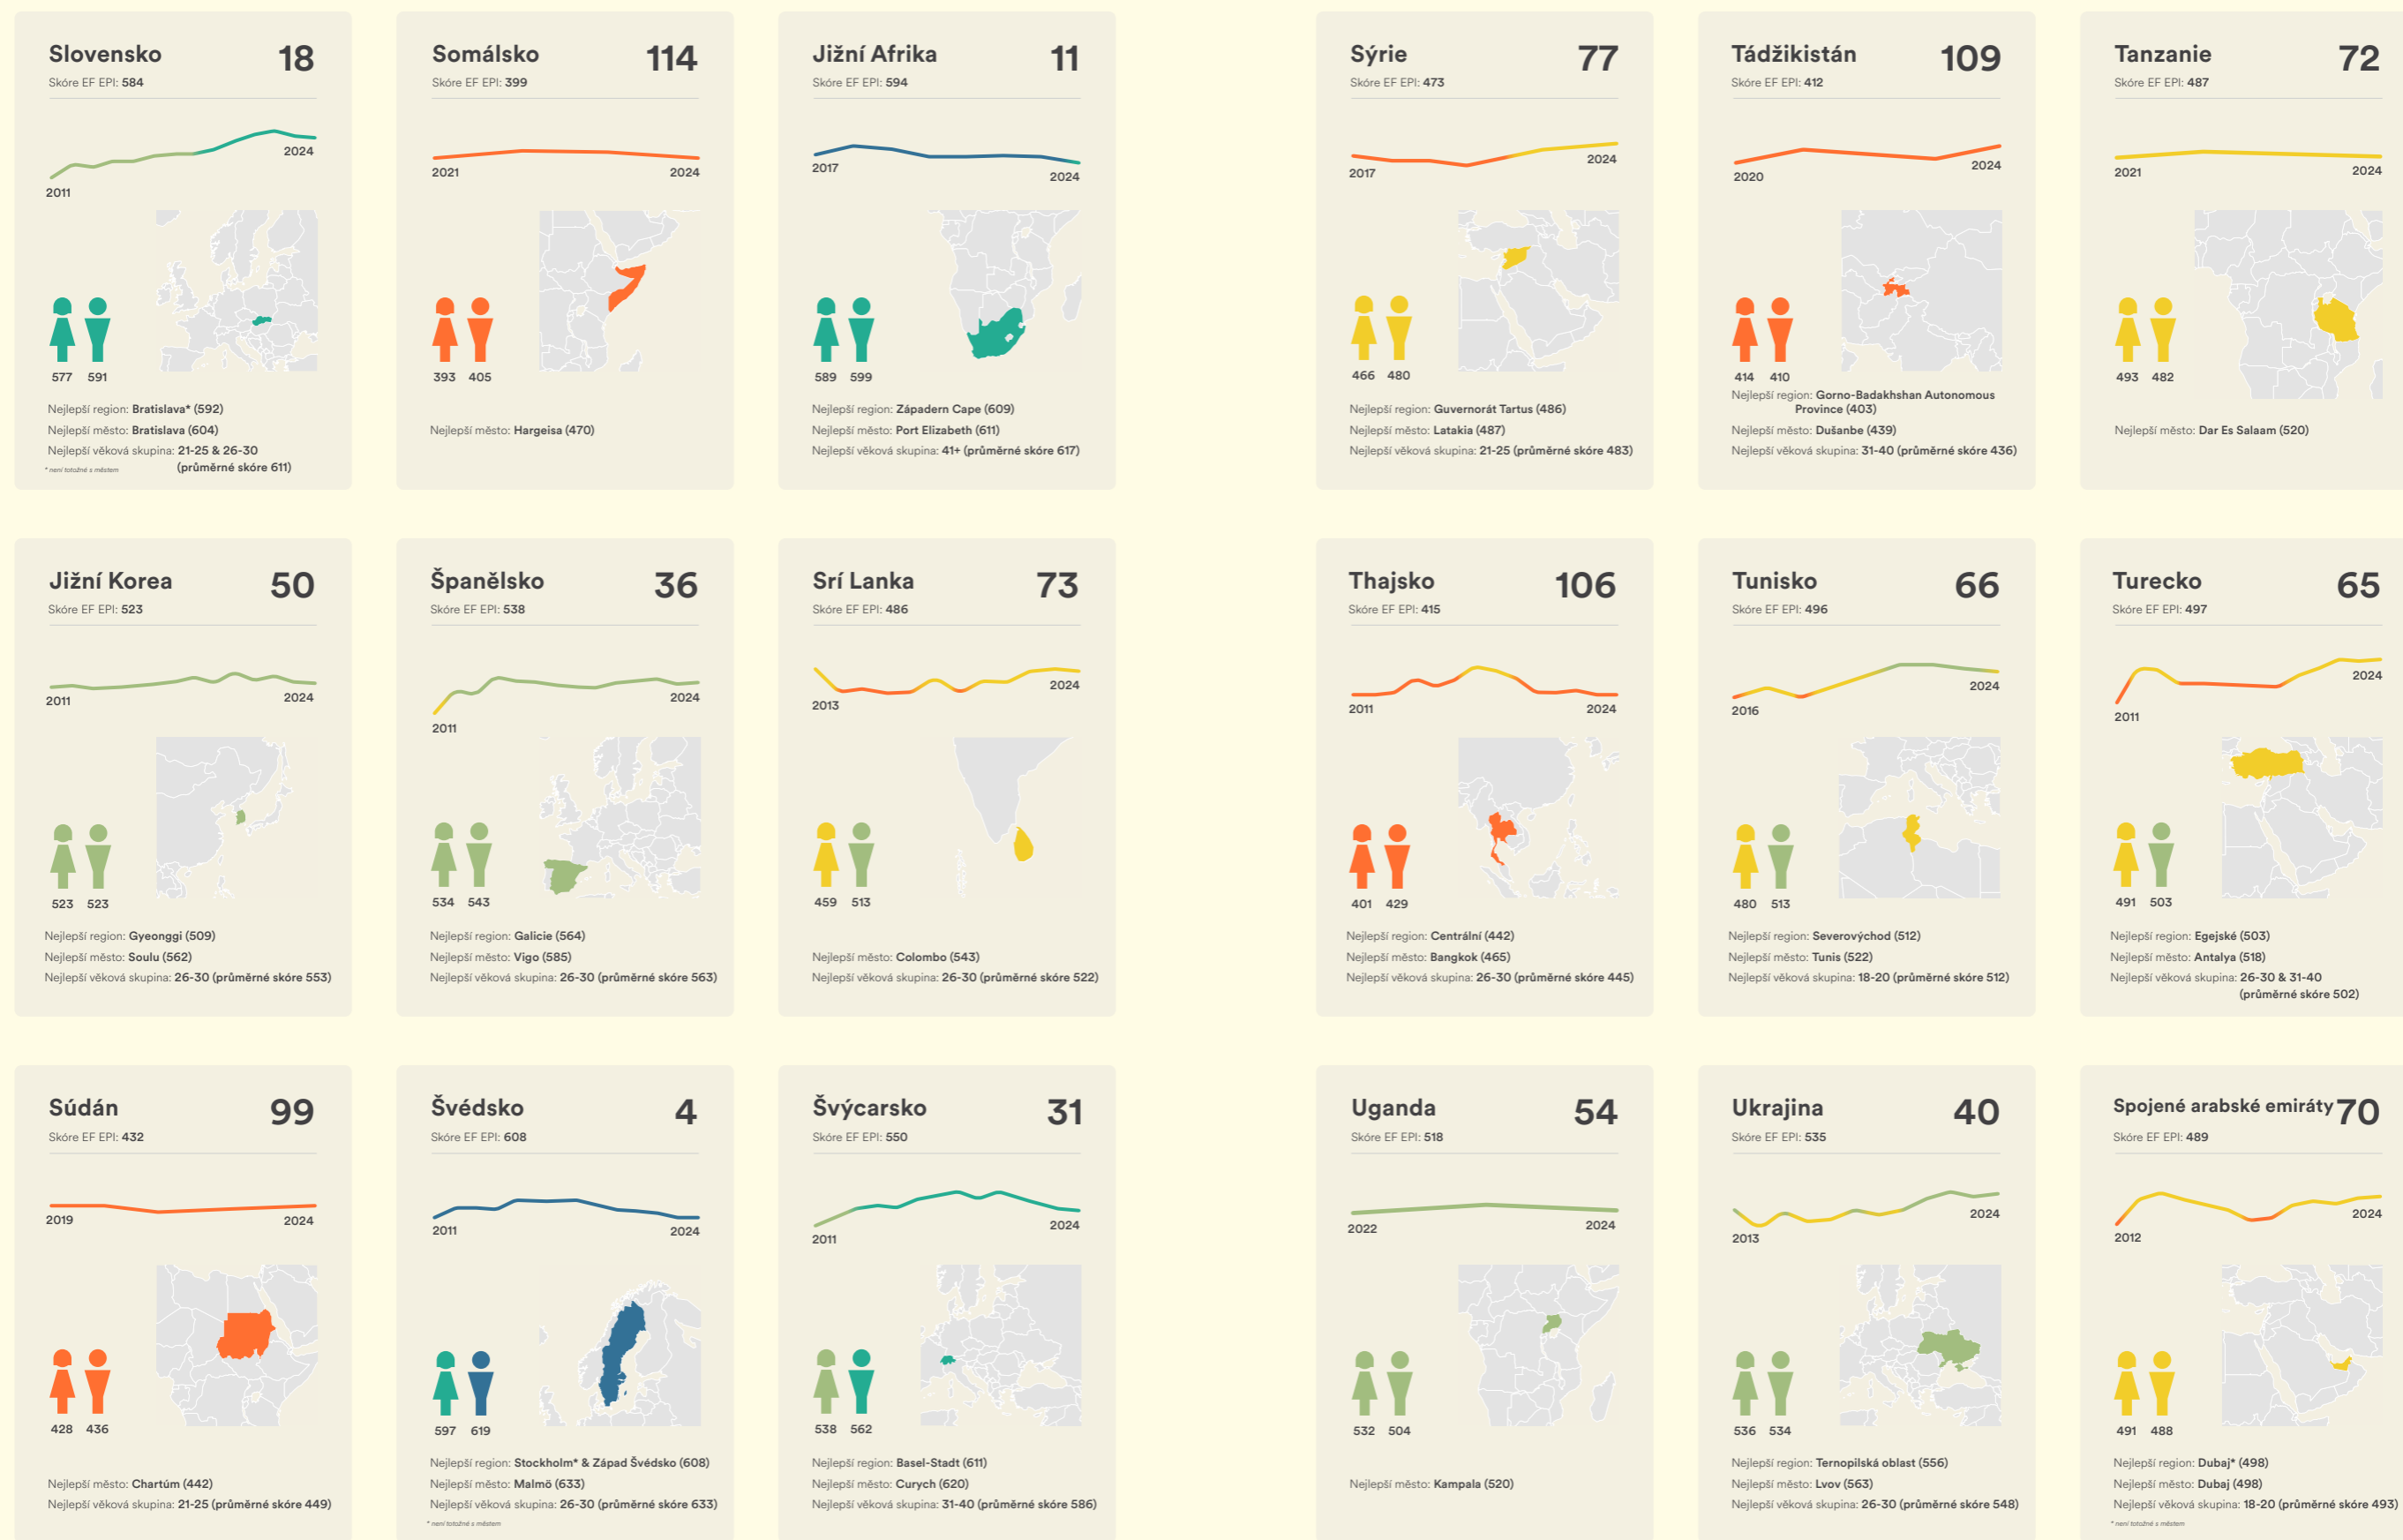 Slovensko 18
Skóre EF EPI: 584
2011
2024
577 591
Nejlepší region: Bratislava* (592)
Nejlepší město: Bratislava (604)
Nejlepší věková skupina: 21-25 & 26-30
(průměrné skóre 611)
* není totožné s městem
Somálsko 114
Skóre EF EPI: 399
2021
2024
393 405
Nejlepší město: Hargeisa (470)
Jižní Afrika 11
Skóre EF EPI: 594
2017
2024
589 599
Nejlepší region: Západern Cape (609)
Nejlepší město: Port Elizabeth (611)
Nejlepší věková skupina: 41+ (průměrné skóre 617)
Sýrie 77
Skóre EF EPI: 473
2017
2024
466 480
Nejlepší region: Guvernorát Tartus (486)
Nejlepší město: Latakia (487)
Nejlepší věková skupina: 21-25 (průměrné skóre 483)
Tádžikistán 109
Skóre EF EPI: 412
2020
2024
414 410
Nejlepší region: Gorno-Badakhshan Autonomous
Province (403)
Nejlepší město: Dušanbe (439)
Nejlepší věková skupina: 31-40 (průměrné skóre 436)
Tanzanie 72
Skóre EF EPI: 487
2021
2024
493 482
Nejlepší město: Dar Es Salaam (520)
Jižní Korea 50
Skóre EF EPI: 523
2011
2024
523 523
Nejlepší region: Gyeonggi (509)
Nejlepší město: Soulu (562)
Nejlepší věková skupina: 26-30 (průměrné skóre 553)
Španělsko 36
Skóre EF EPI: 538
2011
2024
534 543
Nejlepší region: Galicie (564)
Nejlepší město: Vigo (585)
Nejlepší věková skupina: 26-30 (průměrné skóre 563)
Srí Lanka 73
Skóre EF EPI: 486
2013
2024
459 513
Nejlepší město: Colombo (543)
Nejlepší věková skupina: 26-30 (průměrné skóre 522)
Thajsko 106
Skóre EF EPI: 415
2011
2024
401 429
Nejlepší region: Centrální (442)
Nejlepší město: Bangkok (465)
Nejlepší věková skupina: 26-30 (průměrné skóre 445)
Tunisko 66
Skóre EF EPI: 496
2016
2024
480 513
Nejlepší region: Severovýchod (512)
Nejlepší město: Tunis (522)
Nejlepší věková skupina: 18-20 (průměrné skóre 512)
Turecko 65
Skóre EF EPI: 497
2011
2024
491 503
Nejlepší region: Egejské (503)
Nejlepší město: Antalya (518)
Nejlepší věková skupina: 26-30 & 31-40
(průměrné skóre 502)
Súdán 99
Skóre EF EPI: 432
2019
2024
428 436
Nejlepší město: Chartúm (442)
Nejlepší věková skupina: 21-25 (průměrné skóre 449)
Švédsko 4
Skóre EF EPI: 608
2011
2024
597 619
Nejlepší region: Stockholm* & Západ Švédsko (608)
Nejlepší město: Malmö (633)
Nejlepší věková skupina: 26-30 (průměrné skóre 633)
* není totožné s městem
Švýcarsko 31
Skóre EF EPI: 550
2011
2024
538 562
Nejlepší region: Basel-Stadt (611)
Nejlepší město: Curych (620)
Nejlepší věková skupina: 31-40 (průměrné skóre 586)
Uganda 54
Skóre EF EPI: 518
2022
2024
532 504
Nejlepší město: Kampala (520)
Ukrajina 40
Skóre EF EPI: 535
2013
2024
536 534
Nejlepší region: Ternopilská oblast (556)
Nejlepší město: Lvov (563)
Nejlepší věková skupina: 26-30 (průměrné skóre 548)
Spojené arabské emiráty 70
Skóre EF EPI: 489
2012
2024
491 488
Nejlepší region: Dubaj* (498)
Nejlepší město: Dubaj (498)
Nejlepší věková skupina: 18-20 (průměrné skóre 493)
* není totožné s městem